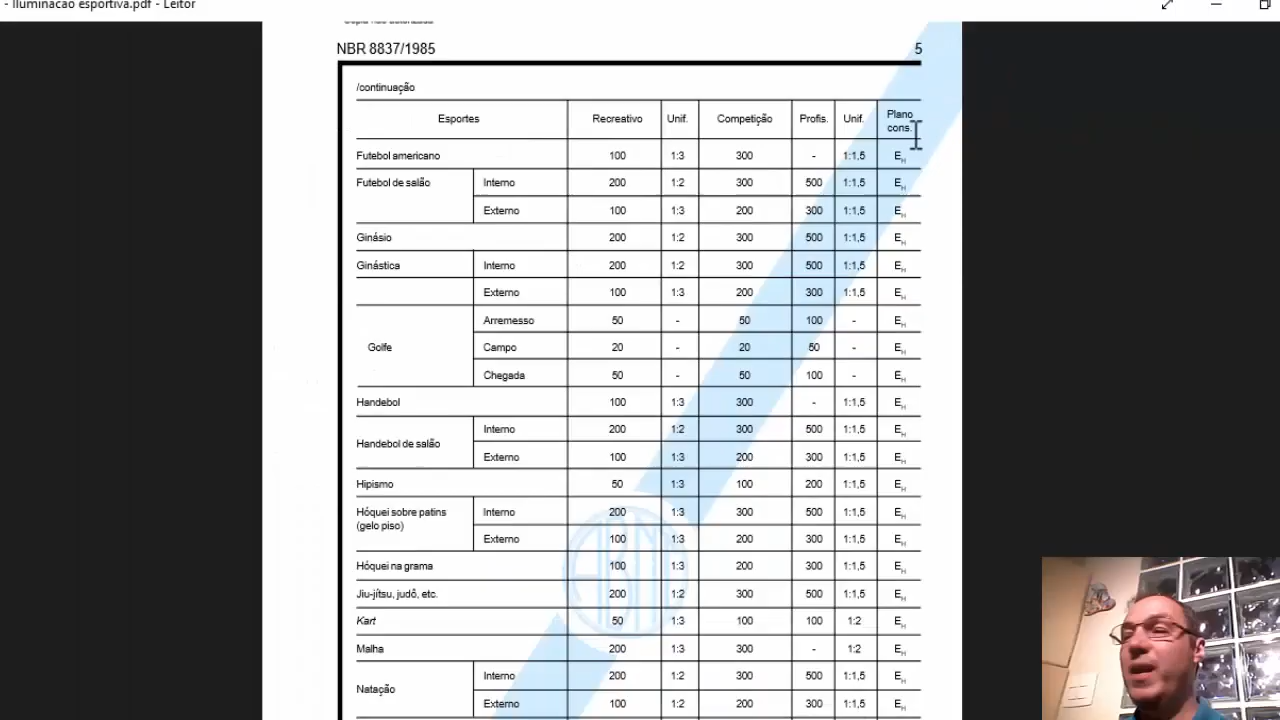 - Iluminacao esportiva.pdf - Leitor
NBR 8837/1985 5
/continuação
Esportes Recreativo Unif. Competição Profis. Unif. Plano cons.
Futebol americano 100 1:3 300 - 1:1,5 EH
Futebol de salão Interno 200 1:2 300 500 1:1,5 EH
Externo 100 1:3 200 300 1:1,5 EH
Ginásio 200 1:2 300 500 1:1,5 EH
Ginástica Interno 200 1:2 300 500 1:1,5 EH
Externo 100 1:3 200 300 1:1,5 EH
Golfe Arremesso 50 - 50 100 - EH
Campo 20 - 20 50 - EH
Chegada 50 - 50 100 - EH
Handebol 100 1:3 300 - 1:1,5 EH
Handebol de salão Interno 200 1:2 300 500 1:1,5 EH
Externo 100 1:3 200 300 1:1,5 EH
Hipismo 50 1:3 100 200 1:1,5 EH
Hóquei sobre patins (gelo piso) Interno 200 1:3 300 500 1:1,5 EH
Externo 100 1:3 200 300 1:1,5 EH
Hóquei na grama 100 1:3 200 300 1:1,5 EH
Jiu-jítsu, judô, etc. 200 1:2 300 500 1:1,5 EH
Kart 50 1:3 100 100 1:2 EH
Malha 200 1:3 300 - 1:2 EH
Natação Interno 200 1:2 300 500 1:1,5 EH
Externo 100 1:2 200 300 1:1,5 EH